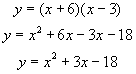 y = (x + 6)(x − 3)
y = x² + 6x − 3x − 18
y = x² + 3x − 18